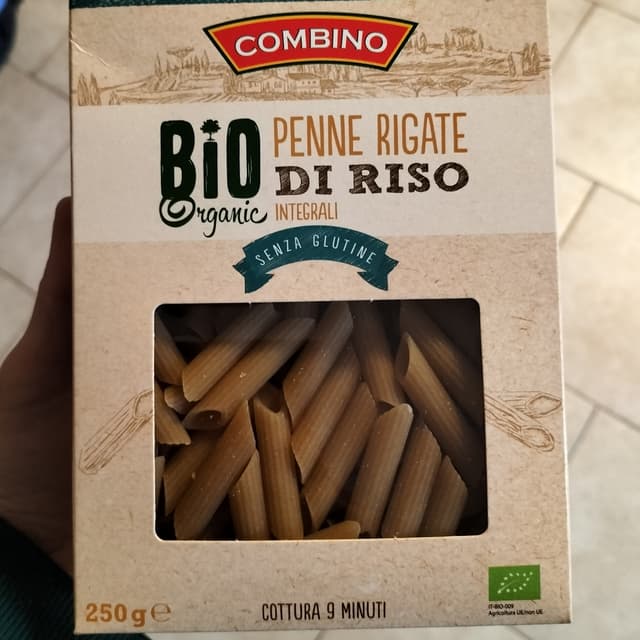 COMBINO
BIO
Organic
PENNE RIGATE
DI RISO
INTEGRALI
SENZA GLUTINE
250 g e
COTTURA 9 MINUTI
IT-BIO-009
Agricoltura UE/non UE